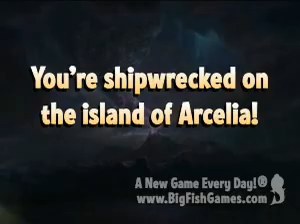 You're shipwrecked on
the island of Arcelia!
A New Game Every Day!®
www.BigFishGames.com